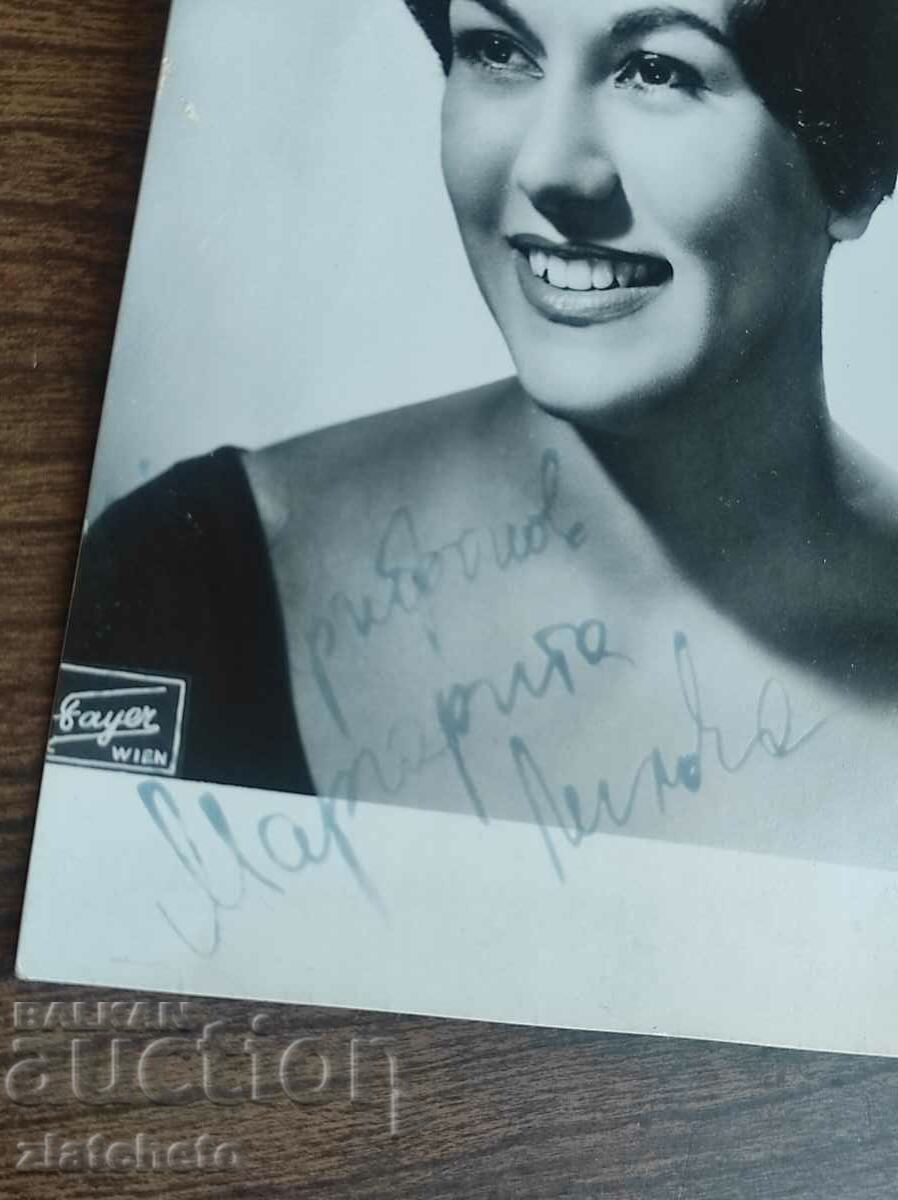 Fayer
WIEN
Маргарита
Лилова
BALKAN
auction
zlatcheto